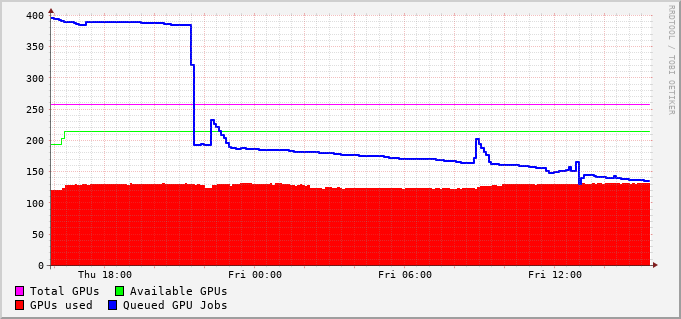 400
350
300
250
200
150
100
50
0
Thu 18:00 Fri 00:00 Fri 06:00 Fri 12:00
Total GPUs Available GPUs
GPUs used Queued GPU Jobs
RRDTOOL / TOBI OETIKER